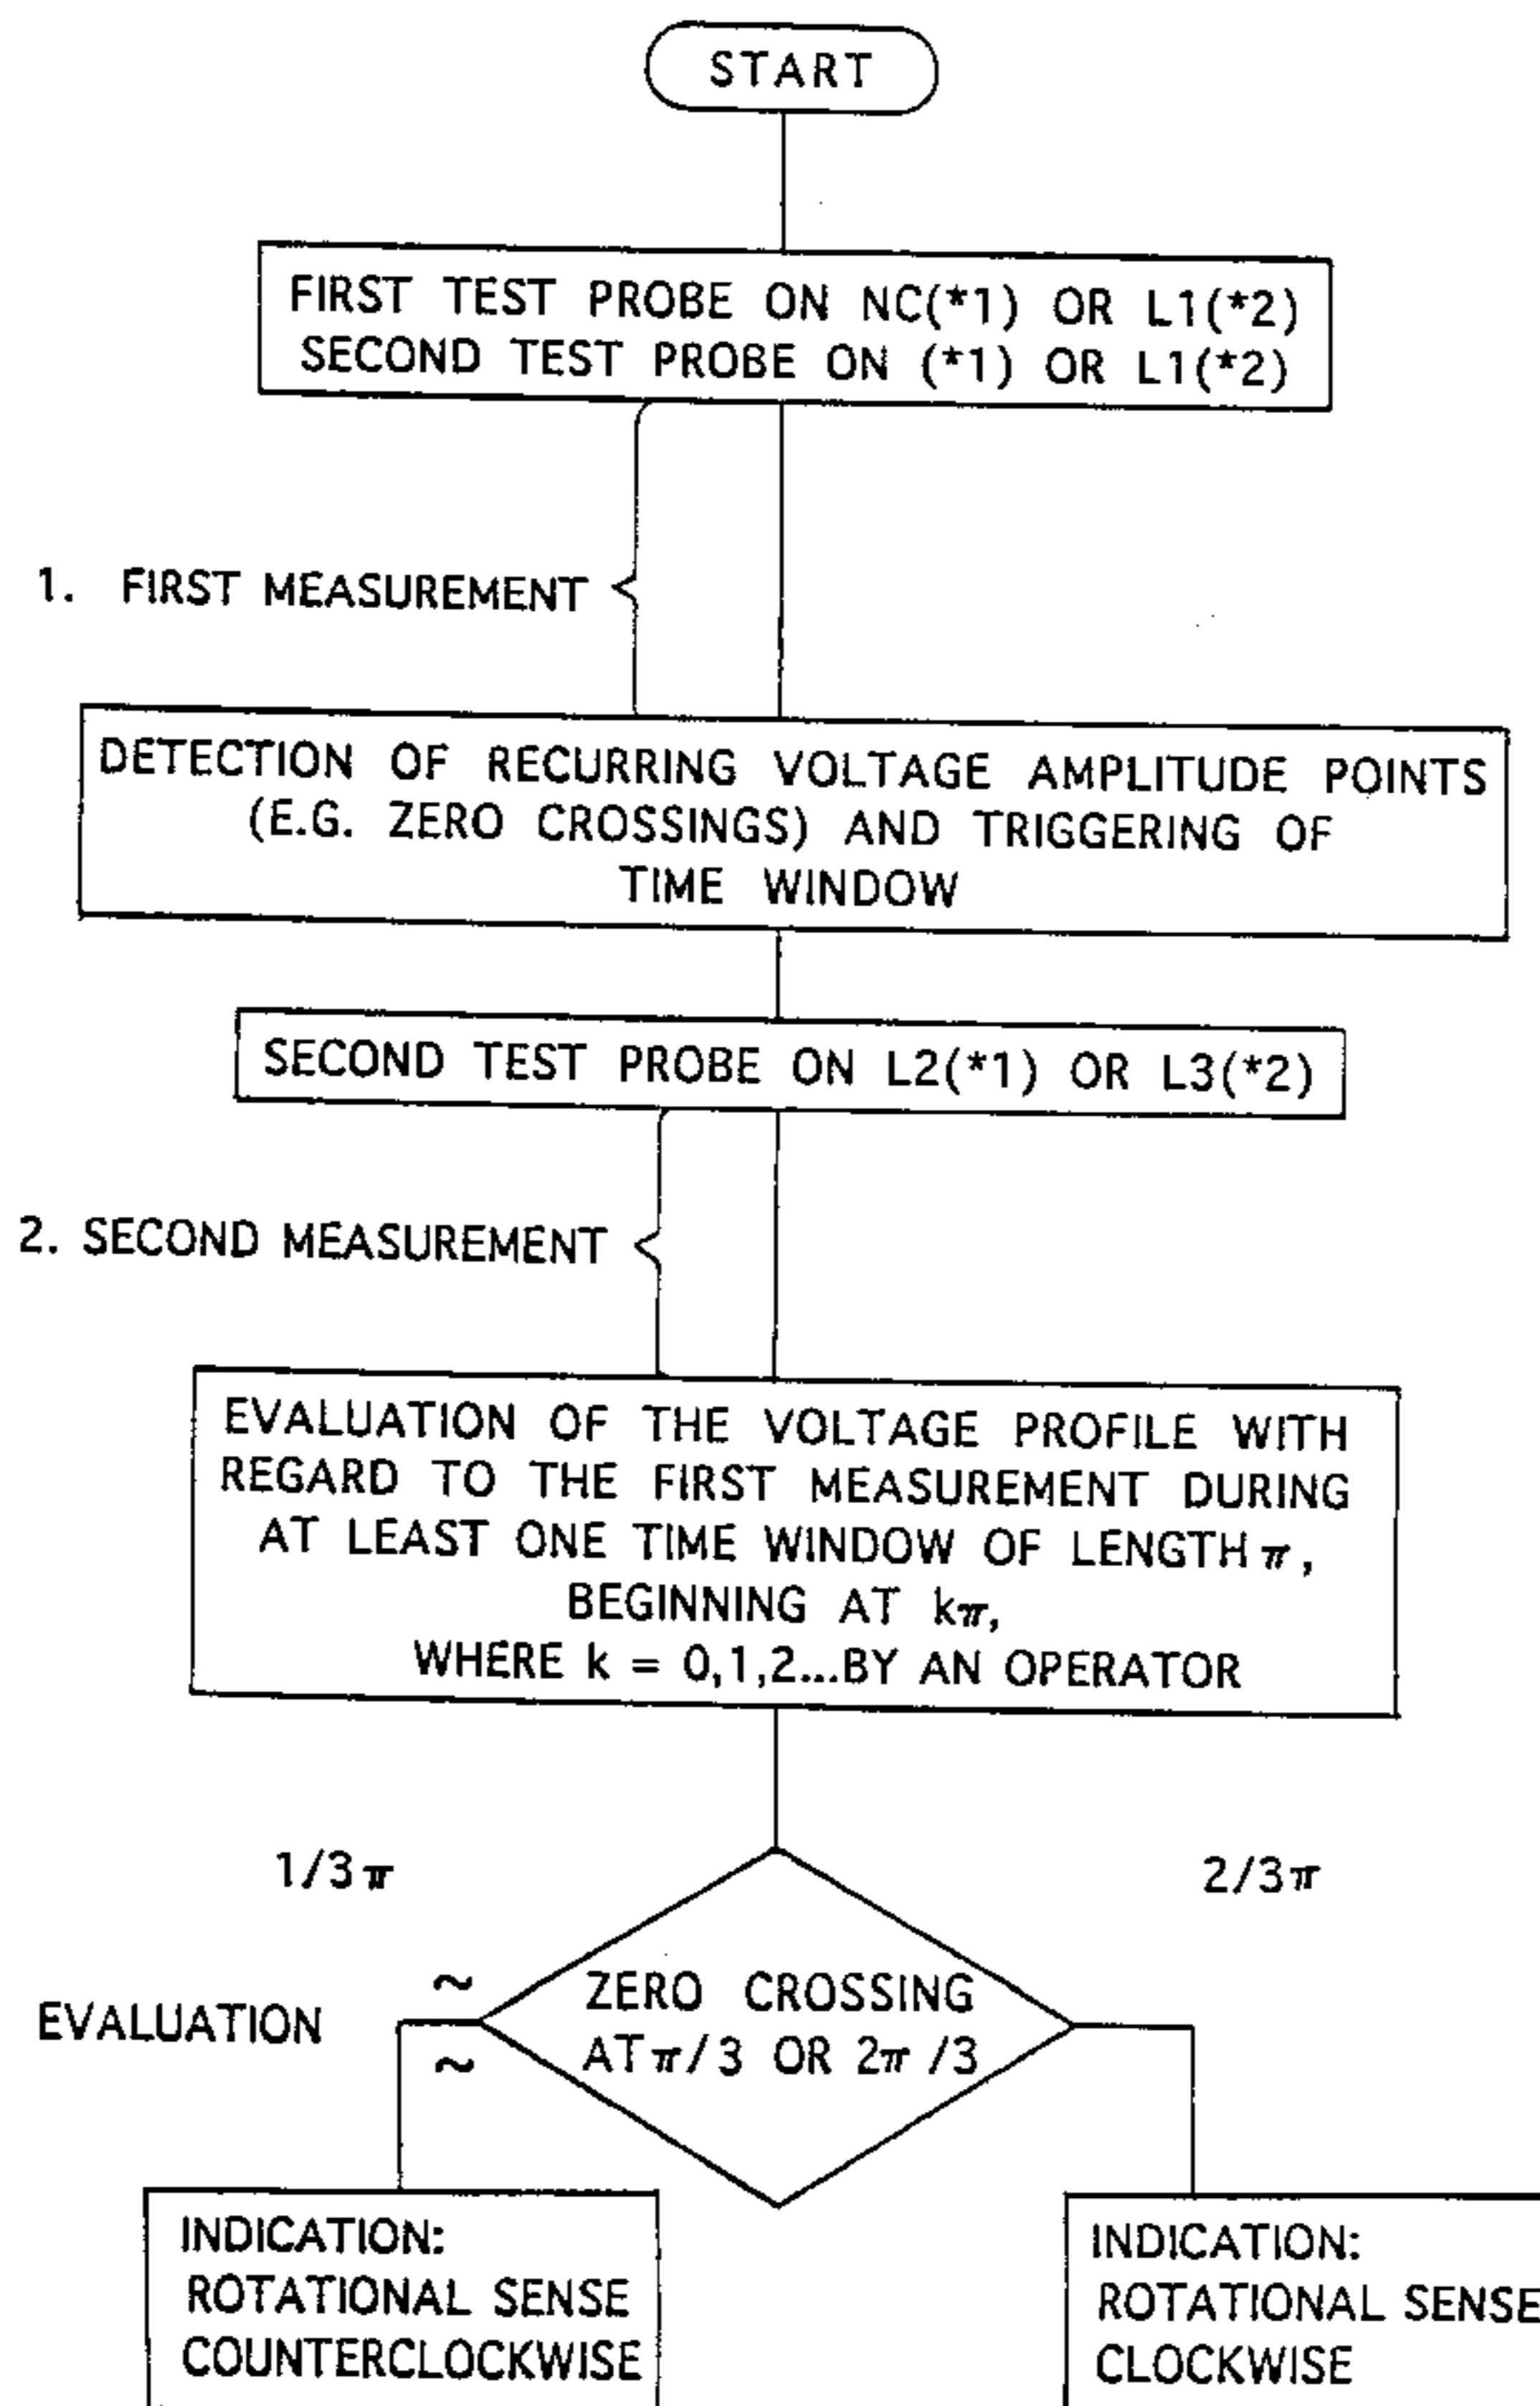 START
FIRST TEST PROBE ON NC(*1) OR L1(*2)
SECOND TEST PROBE ON (*1) OR L1(*2)
1. FIRST MEASUREMENT
DETECTION OF RECURRING VOLTAGE AMPLITUDE POINTS
(E.G. ZERO CROSSINGS) AND TRIGGERING OF
TIME WINDOW
SECOND TEST PROBE ON L2(*1) OR L3(*2)
2. SECOND MEASUREMENT
EVALUATION OF THE VOLTAGE PROFILE WITH
REGARD TO THE FIRST MEASUREMENT DURING
AT LEAST ONE TIME WINDOW OF LENGTH π,
BEGINNING AT kπ,
WHERE k = 0,1,2...BY AN OPERATOR
1/3π
2/3π
~
EVALUATION
~
ZERO CROSSING
AT π/3 OR 2π/3
INDICATION:
ROTATIONAL SENSE
COUNTERCLOCKWISE
INDICATION:
ROTATIONAL SENSE
CLOCKWISE